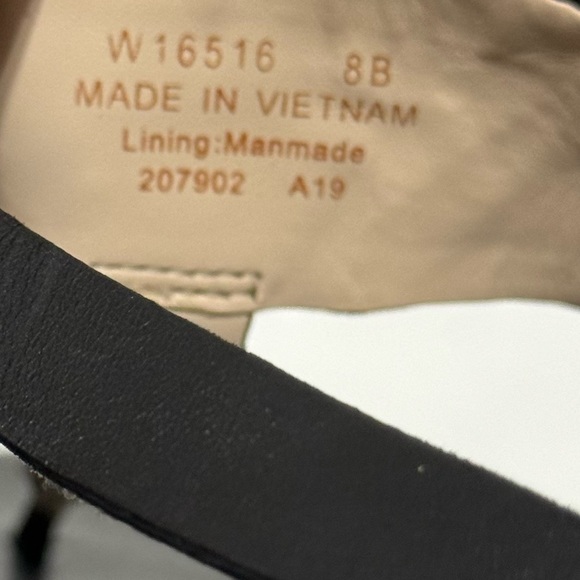 W16516 8B
MADE IN VIETNAM
Lining:Manmade
207902 A19